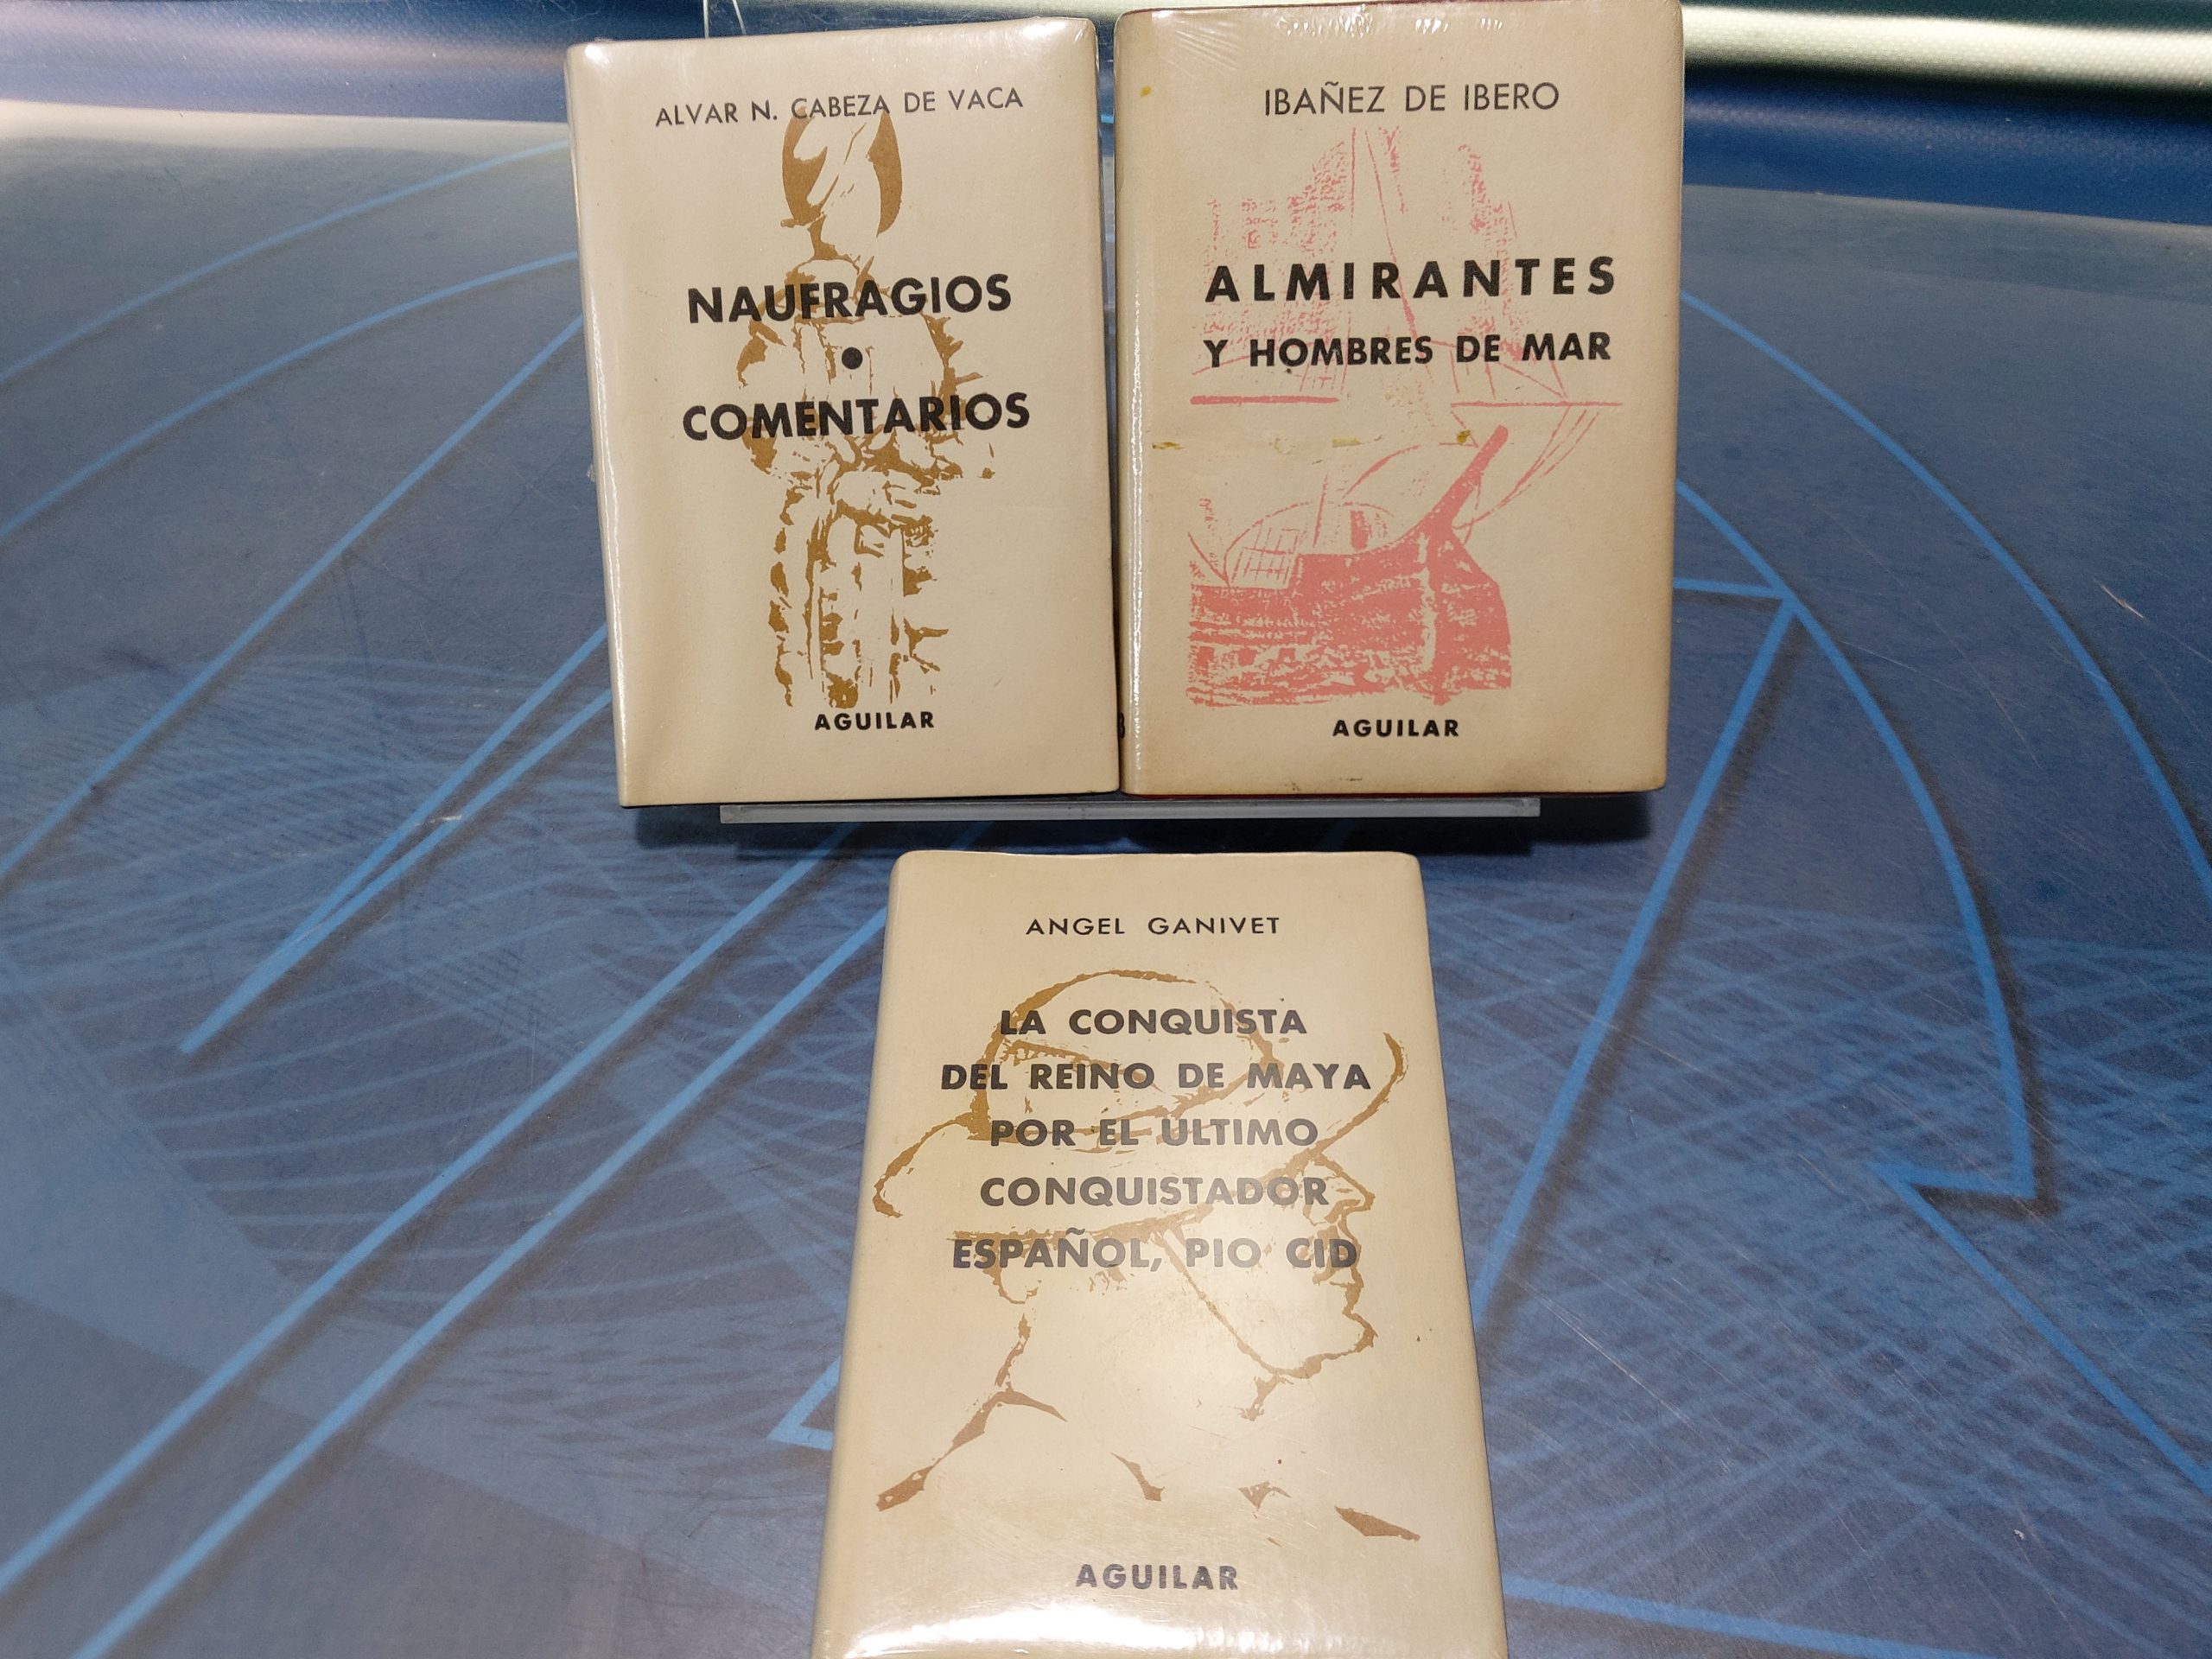 ALVAR N. CABEZA DE VACA
NAUFRAGIOS
•
COMENTARIOS
AGUILAR
IBAÑEZ DE IBERO
ALMIRANTES
Y HOMBRES DE MAR
AGUILAR
ANGEL GANIVET
LA CONQUISTA
DEL REINO DE MAYA
POR EL ULTIMO
CONQUISTADOR
ESPAÑOL, PIO CID
AGUILAR